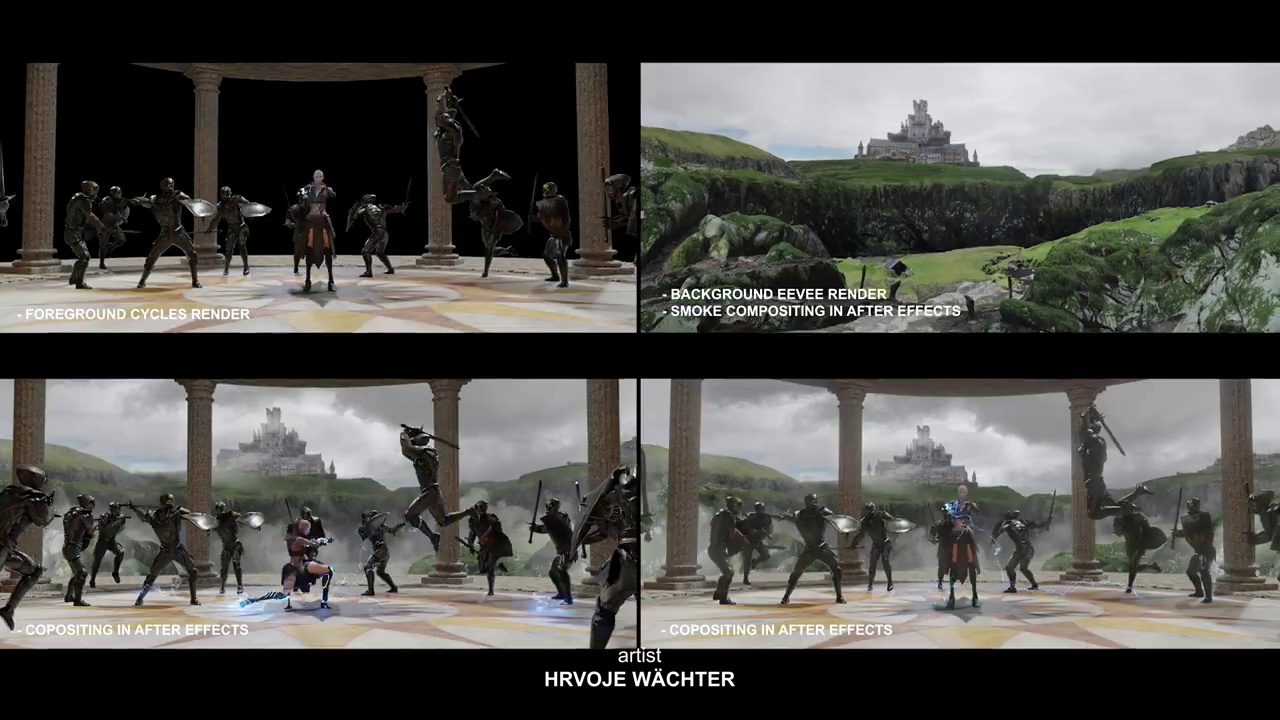 - FOREGROUND CYCLES RENDER
- BACKGROUND EEVEE RENDER
- SMOKE COMPOSITING IN AFTER EFFECTS
- COPOSITING IN AFTER EFFECTS
- COPOSITING IN AFTER EFFECTS
artist
HRVOJE WÄCHTER